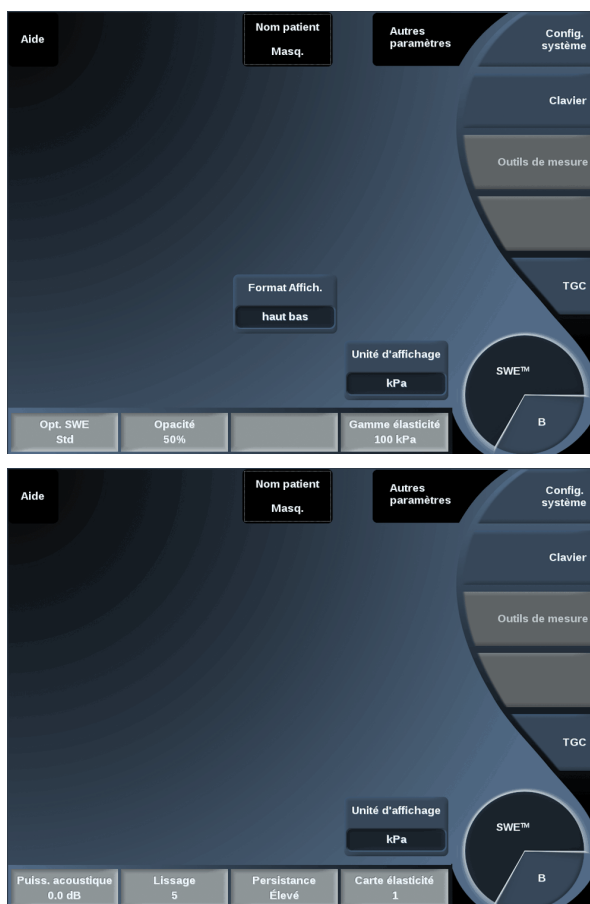 Aide
Nom patient
Masq.
Autres
paramètres
Config.
système
Clavier
Outils de mesure
Format Affich.
haut bas
TGC
Unité d'affichage
kPa
SWE™
B
Opt. SWE
Std
Opacité
50%
Gamme élasticité
100 kPa
Aide
Nom patient
Masq.
Autres
paramètres
Config.
système
Clavier
Outils de mesure
TGC
Unité d'affichage
kPa
SWE™
B
Puiss. acoustique
0.0 dB
Lissage
5
Persistance
Élevé
Carte élasticité
1